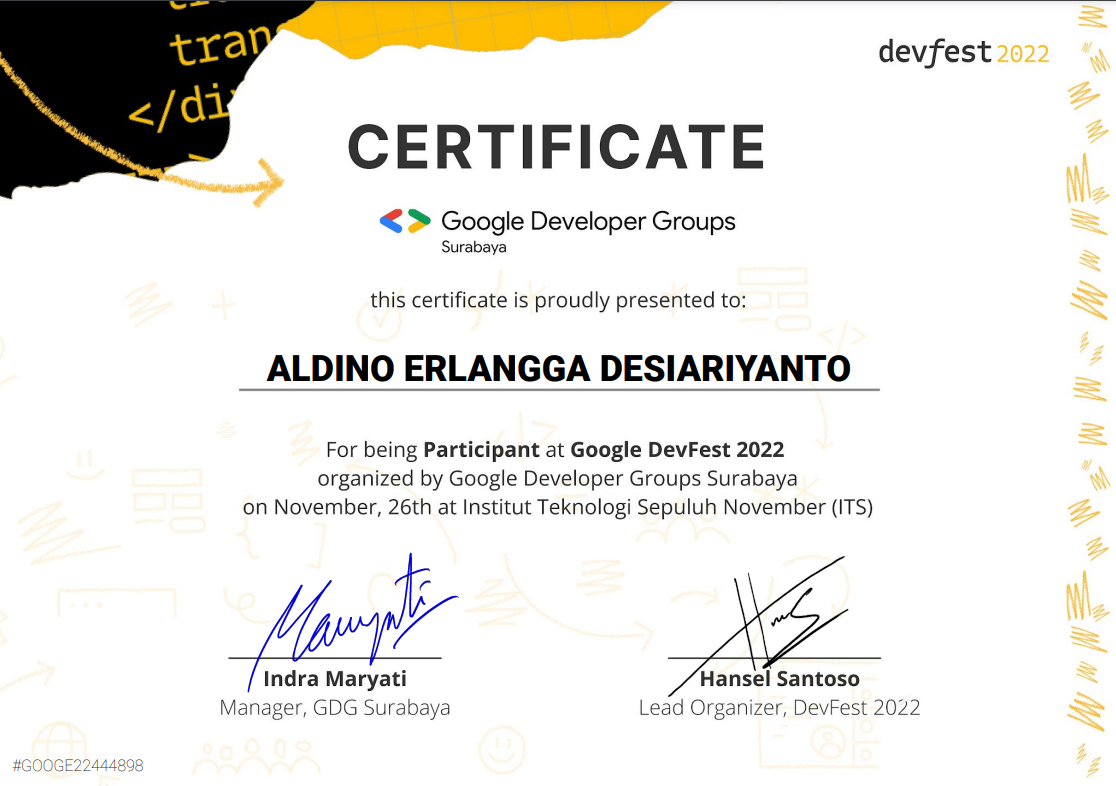 tran
</div
>
devfest 2022
CERTIFICATE
Google Developer Groups
Surabaya
this certificate is proudly presented to:
ALDINO ERLANGGA DESIARIYANTO
For being Participant at Google DevFest 2022
organized by Google Developer Groups Surabaya
on November, 26th at Institut Teknologi Sepuluh November (ITS)
Maryati
Indra Maryati
Manager, GDG Surabaya
Hansel Santoso
Lead Organizer, DevFest 2022
#GOOGE22444898